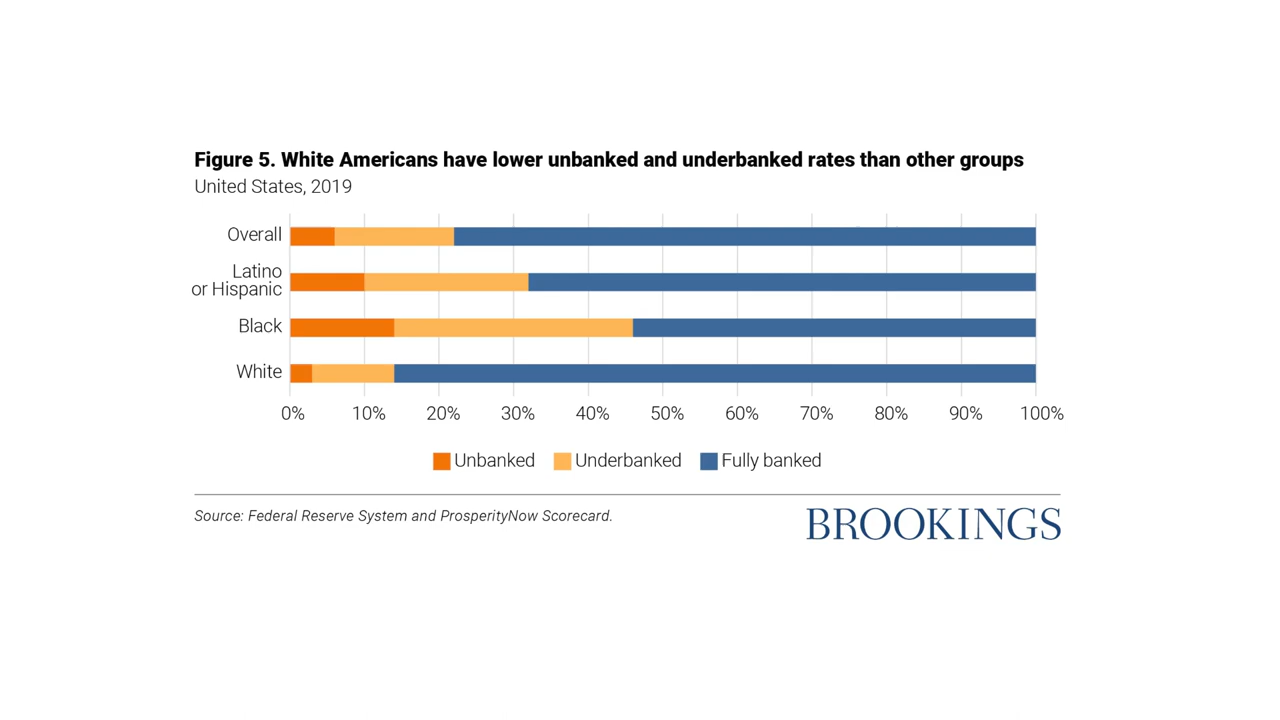 Figure 5. White Americans have lower unbanked and underbanked rates than other groups
United States, 2019
Overall
Latino
or Hispanic
Black
White
0% 10% 20% 30% 40% 50% 60% 70% 80% 90% 100%
Unbanked Underbanked Fully banked
Source: Federal Reserve System and ProsperityNow Scorecard.
BROOKINGS